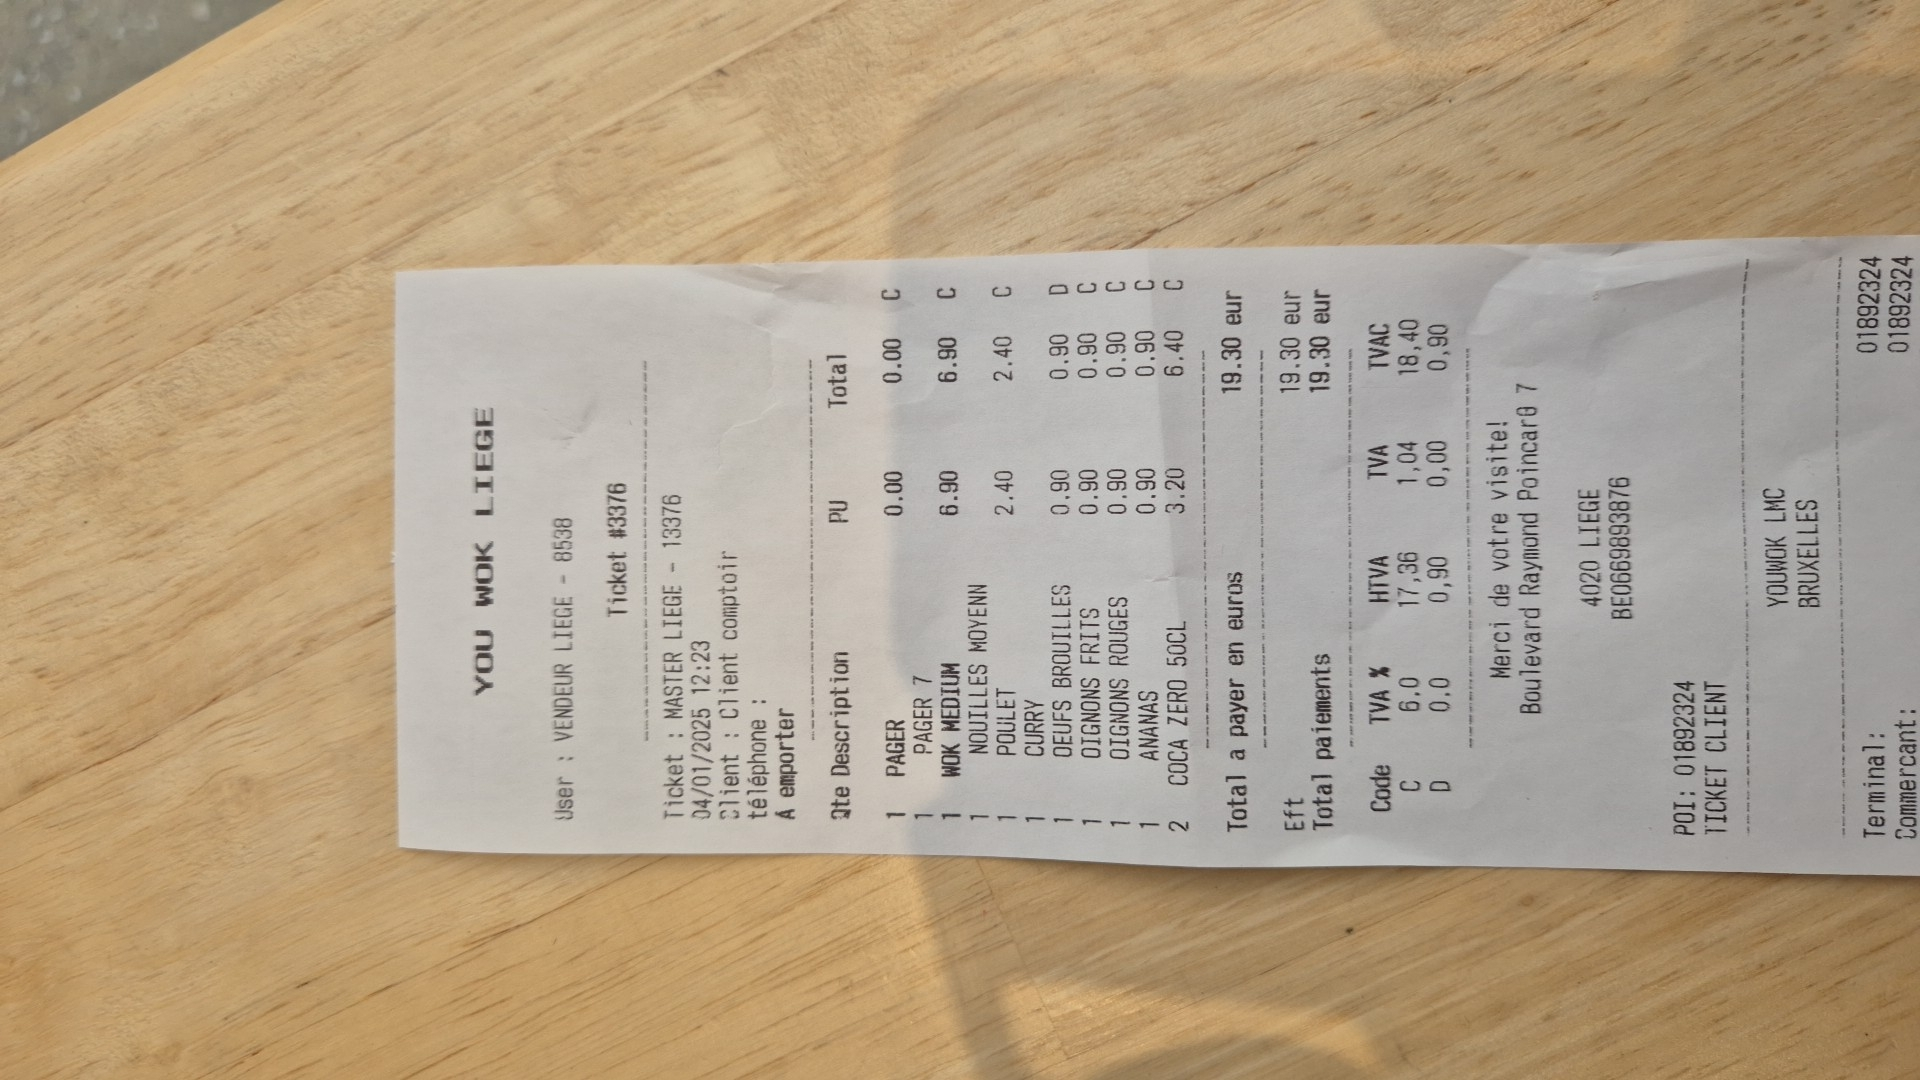 YOU WOK LIEGE
User : VENDEUR LIEGE - 8538
Ticket #3376
Ticket : MASTER LIEGE - 13376
04/01/2025 12:23
Client : Client comptoir
téléphone :
À emporter
Qte Description PU Total
1 PAGER 0.00 0.00 C
1 PAGER 7
1 WOK MEDIUM 6.90 6.90 C
1 NOUILLES MOYENN
1 POULET 2.40 2.40 C
1 CURRY
1 OEUFS BROUILLES 0.90 0.90 D
1 OIGNONS FRITS 0.90 0.90 C
1 OIGNONS ROUGES 0.90 0.90 C
1 ANANAS 0.90 0.90 C
2 COCA ZERO 50CL 3.20 6.40 C
Total a payer en euros 19.30 eur
Eft 19.30 eur
Total paiements 19.30 eur
Code TVA % HTVA TVA TVAC
C 6.0 17,36 1,04 18,40
D 0.0 0,90 0,00 0,90
Merci de votre visite!
Boulevard Raymond Poincaré 7
4020 LIEGE
BE0669893876
POI: 01892324
TICKET CLIENT
YOUWOK LMC
BRUXELLES
Terminal: 01892324
Commercant: 01892324